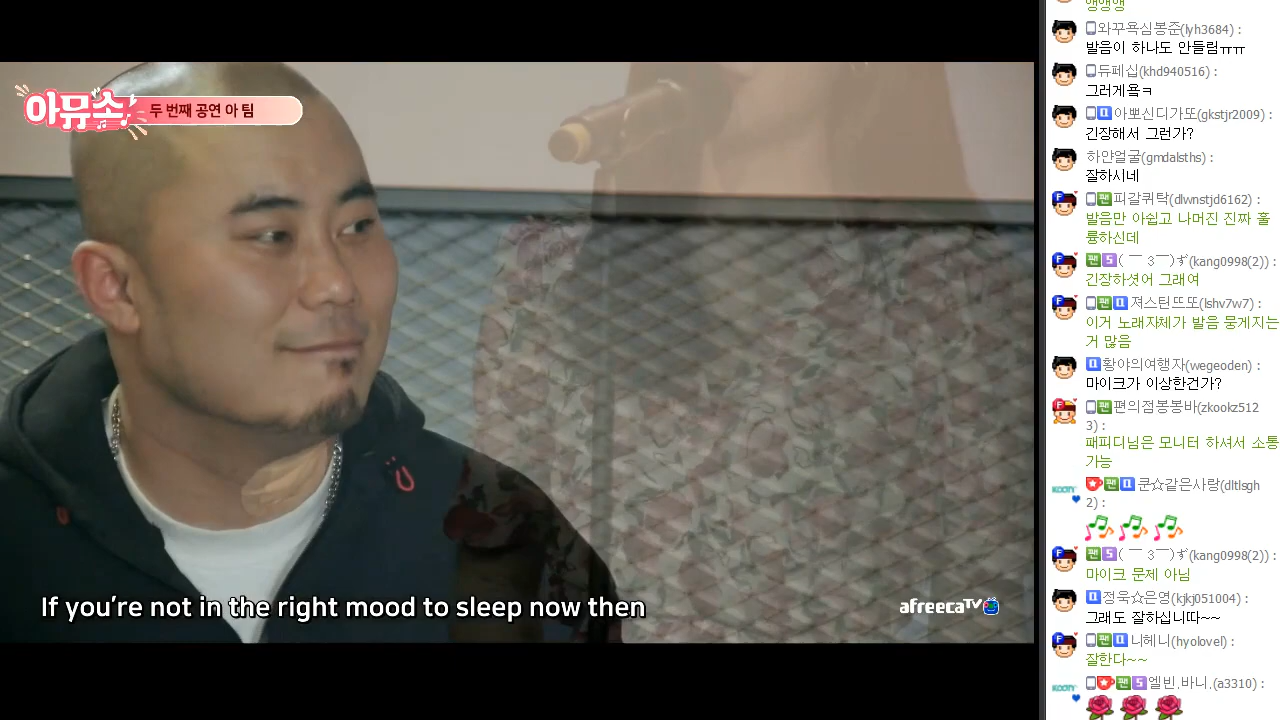 아뮤소
두 번째 공연 아 팀
If you're not in the right mood to sleep now then
afreecaTV
앵앵앵
와꾸욕심봉준(lyh3684) :
발음이 하나도 안들림ㅠㅠ
듀페십(khd940516) :
그러게욬ㅋ
아뽀신디가또(gkstjr2009) :
긴장해서 그런가?
하얀얼굴(gmdalsths) :
잘하시네
피갈퀴탁(dlwnstjd6162) :
발음만 아쉽고 나머진 진짜 훌
륭하신데
(￣3￣)ず(kang0998(2)) :
긴장하셧어 그래여
져스턴뜨또(lshv7w7) :
이거 노래자체가 발음 뭉게지는
거 많음
황야의여행자(wegeoden) :
마이크가 이상한건가?
편의점봉봉바(zkookz512
3) :
패피디님은 모니터 하셔서 소통
가능
쿤☆같은사랑(dltlsgh
2) :
(￣3￣)ず(kang0998(2)) :
마이크 문제 아님
정욱☆은영(kjkj051004) :
그래도 잘하십니따~~
니헤니(hyolovel) :
잘한다~~
엘빈.바니.(a3310) :